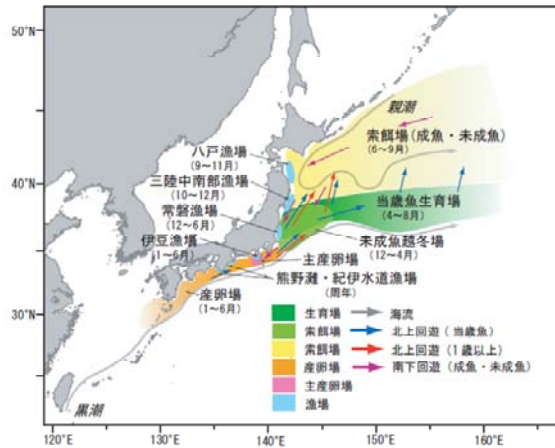 50°N
40°N
30°N
120°E
130°E
140°E
150°E
160°E
親潮
索餌場(成魚・未成魚)
(6~9月)
八戸漁場
(9~11月)
三陸中南部漁場
(10~12月)
常磐漁場
(12~6月)
伊豆漁場
(1~6月)
当歳魚生育場
(4~8月)
未成魚越冬場
(12~4月)
主産卵場
熊野灘・紀伊水道漁場
(周年)
産卵場
(1~6月)
黒潮
生育場
索餌場
索餌場
産卵場
主産卵場
漁場
海流
北上回遊(当歳魚)
北上回遊(1歳以上)
南下回遊(成魚・未成魚)